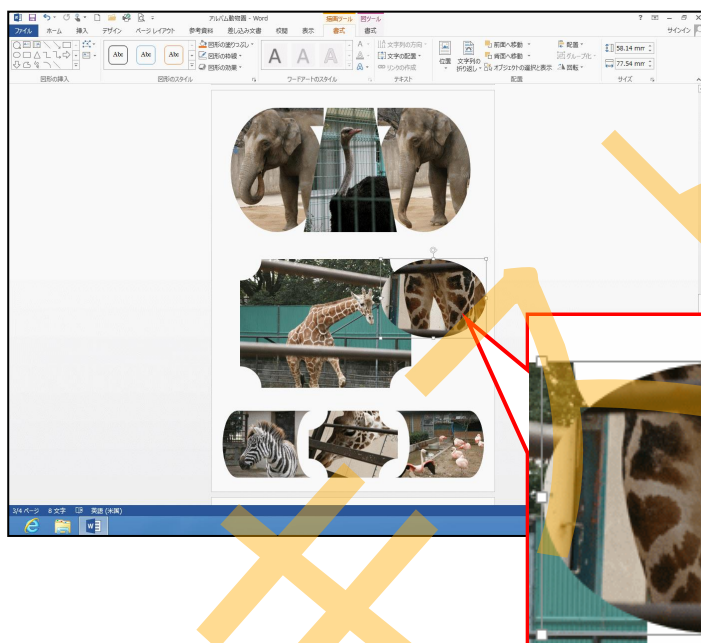 アルバム動物園 - Word
描画ツール 図ツール
サインイン
ファイル ホーム 挿入 デザイン ページ レイアウト 参考資料 差し込み文書 校閲 表示 書式 書式
Abc Abc Abc
図形の塗りつぶし
図形の枠線
図形の効果
A A A
文字列の方向
文字の配置
リンクの作成
位置 文字列の折り返し
前面へ移動
背面へ移動
オブジェクトの選択と表示
配置
グループ化
回転
58.14 mm
77.54 mm
図形の挿入 図形のスタイル ワードアートのスタイル テキスト 配置 サイズ
3/4 ページ 8 文字 英語 (米国)